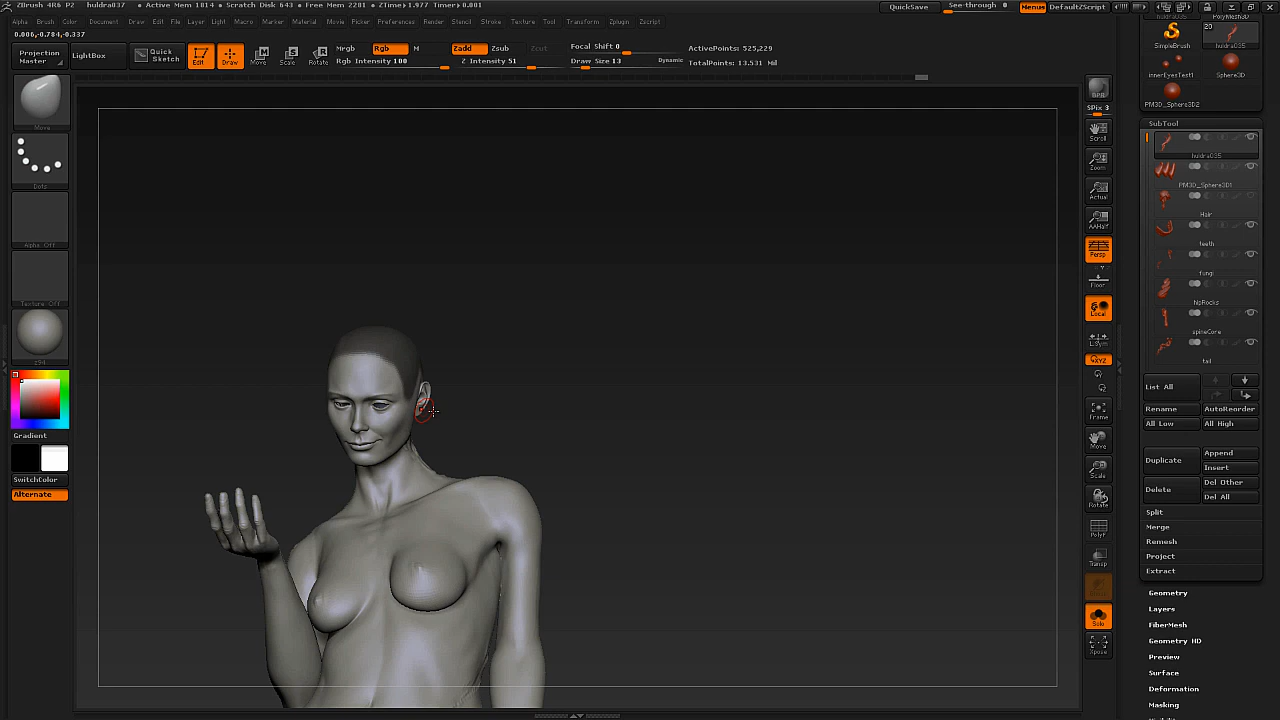 ZBrush 4R6 P2 huldra037 • Active Mem 1814 • Scratch Disk 643 • Free Mem 2281 • ZTime▸1.977 Timer▸0.001
QuickSave See-through 0 Menus DefaultZScript
Alpha Brush Color Document Draw Edit File Layer Light Macro Marker Material Movie Picker Preferences Render Stencil Stroke Texture Tool Transform Zplugin Zscript
0.006,-0.784,-0.337
Projection Master
LightBox
Quick Sketch
Edit Draw Move Scale Rotate
Mrgb Rgb M
Rgb Intensity 100
Zadd Zsub Zcut
Z Intensity 51
Focal Shift 0
Draw Size 13 Dynamic
ActivePoints: 525,229
TotalPoints: 13.531 Mil
Move
Dots
Alpha Off
Texture Off
Gradient
SwitchColor
Alternate
BPR
SPix 3
Scroll
Zoom
Actual
AAHalf
Persp
Floor
Local
L.Sym
XYZ
Frame
Move
Scale
Rotate
PolyF
Transp
Solo
Xpose
huldra035 PolyMesh3D
20
SimpleBrush huldra035
innerEyesTest1 Sphere3D
PM3D_Sphere3D2
SubTool
huldra035
PM3D_Sphere3D1
Hair
teeth
fungi
NpRocks
spineCore
tail
List All
Rename AutoReorder
All Low All High
Duplicate Append
Insert
Delete Del Other
Del All
Split
Merge
Remesh
Project
Extract
Geometry
Layers
FiberMesh
Geometry HD
Preview
Surface
Deformation
Masking